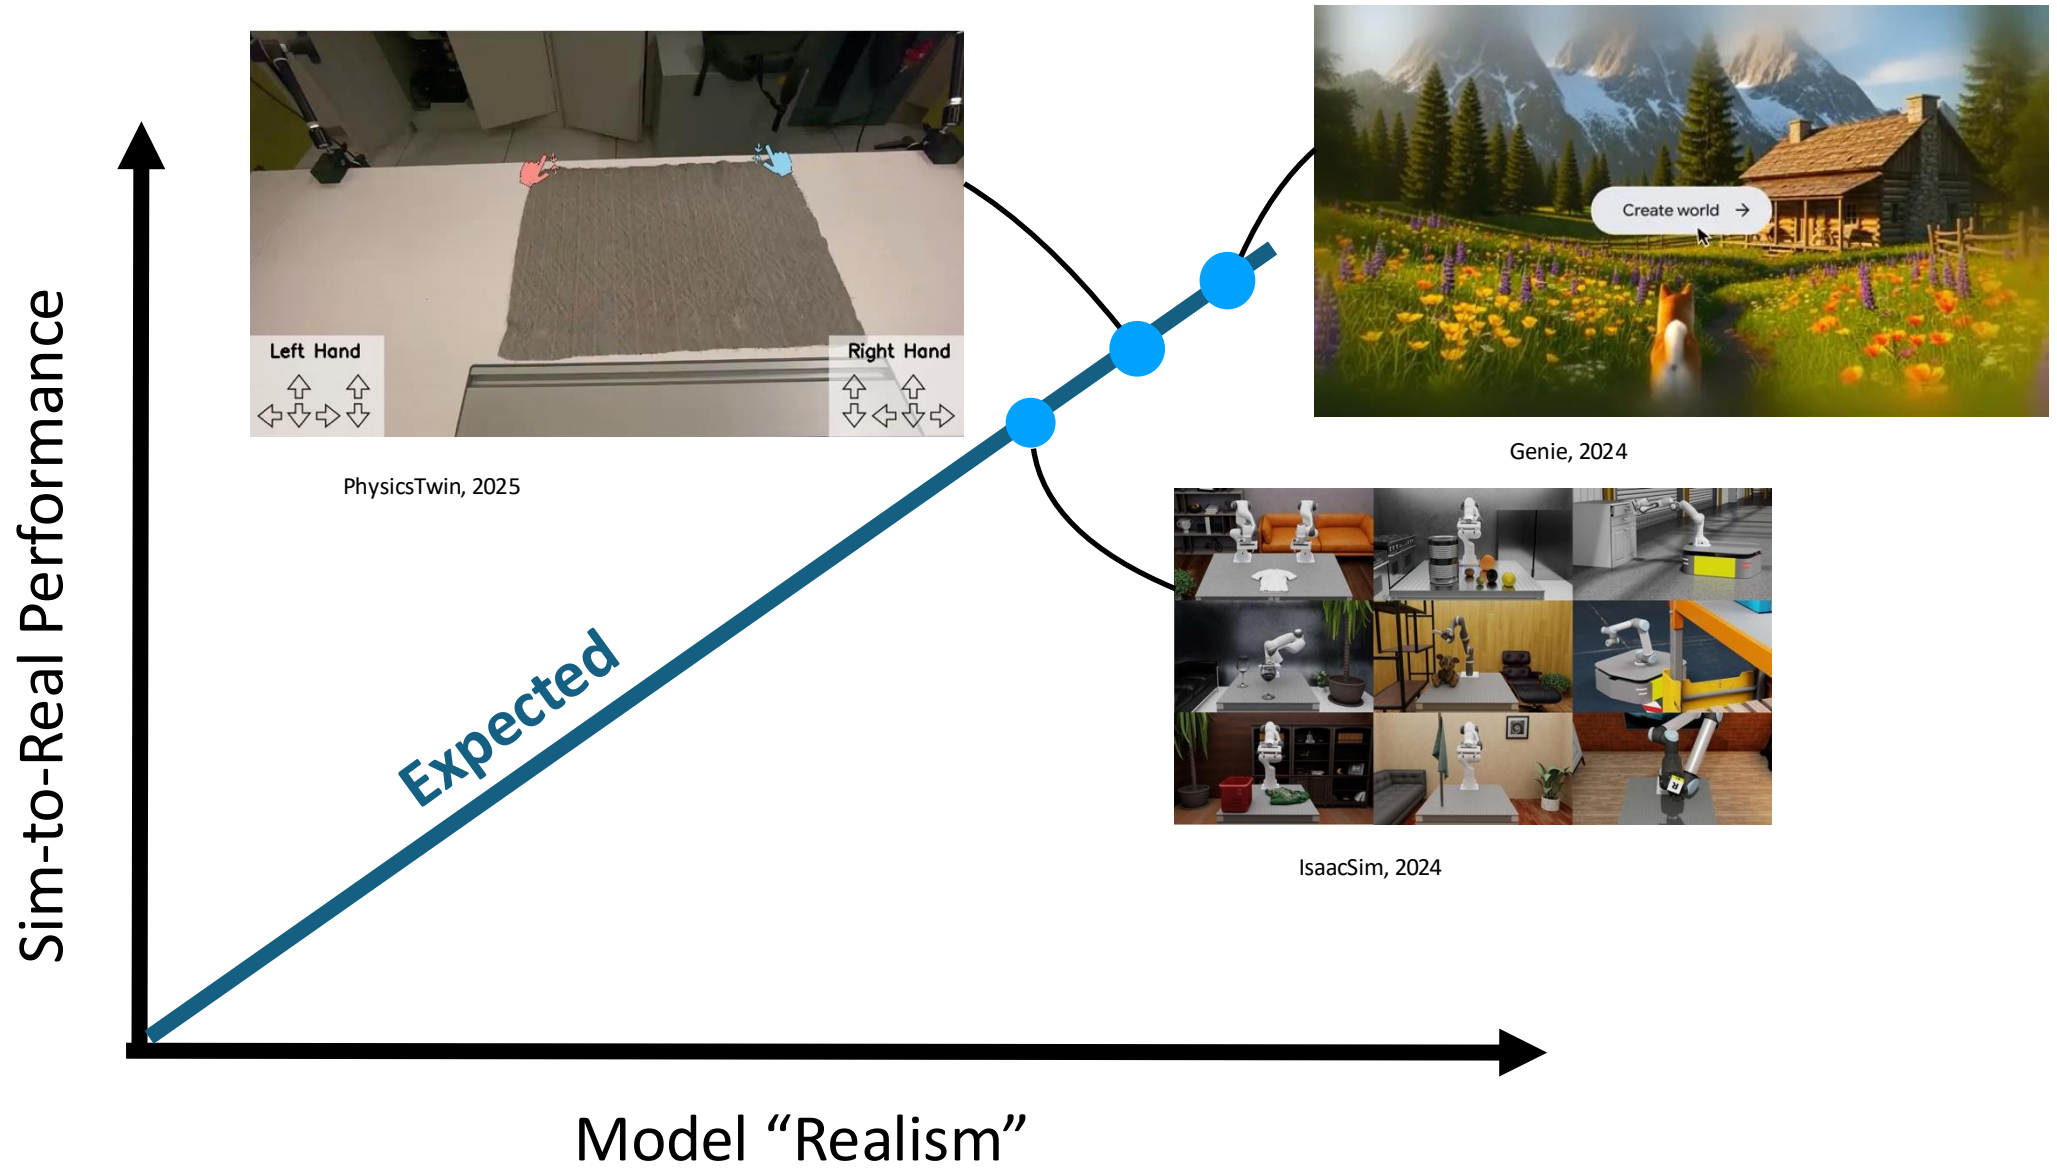 Sim-to-Real Performance
Left Hand
Right Hand
PhysicsTwin, 2025
Create world
Genie, 2024
Expected
IsaacSim, 2024
Model “Realism”